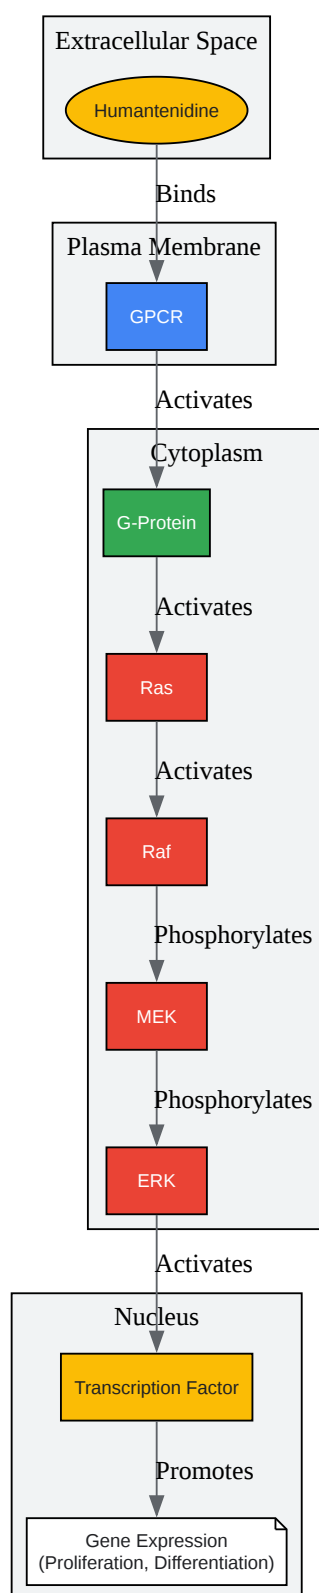 Extracellular Space
Humantenidine
Binds
Plasma Membrane
GPCR
Activates
Cytoplasm
G-Protein
Activates
Ras
Activates
Raf
Phosphorylates
MEK
Phosphorylates
ERK
Activates
Nucleus
Transcription Factor
Promotes
Gene Expression
(Proliferation, Differentiation)